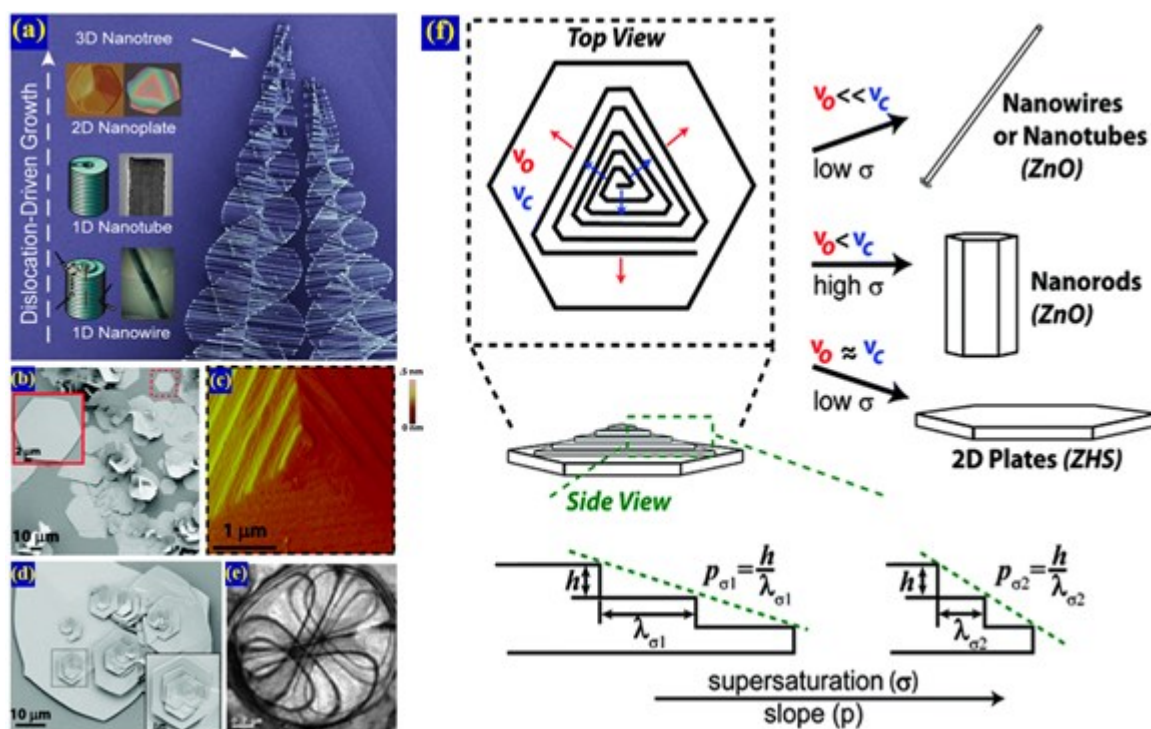 (a)
3D Nanotree
2D Nanoplate
1D Nanotube
1D Nanowire
Dislocation-Driven Growth
(b)
2 μm
10 μm
(c)
.5 nm
0 nm
1 μm
(d)
10 μm
(e)
(f)
Top View
vO
vC
vO<<vC
low σ
Nanowires
or Nanotubes
(ZnO)
vO<vC
high σ
Nanorods
(ZnO)
vO ≈ vC
low σ
2D Plates (ZHS)
Side View
h
pσ1=h/λσ1
λσ1
h
pσ2=h/λσ2
λσ2
supersaturation (σ)
slope (p)